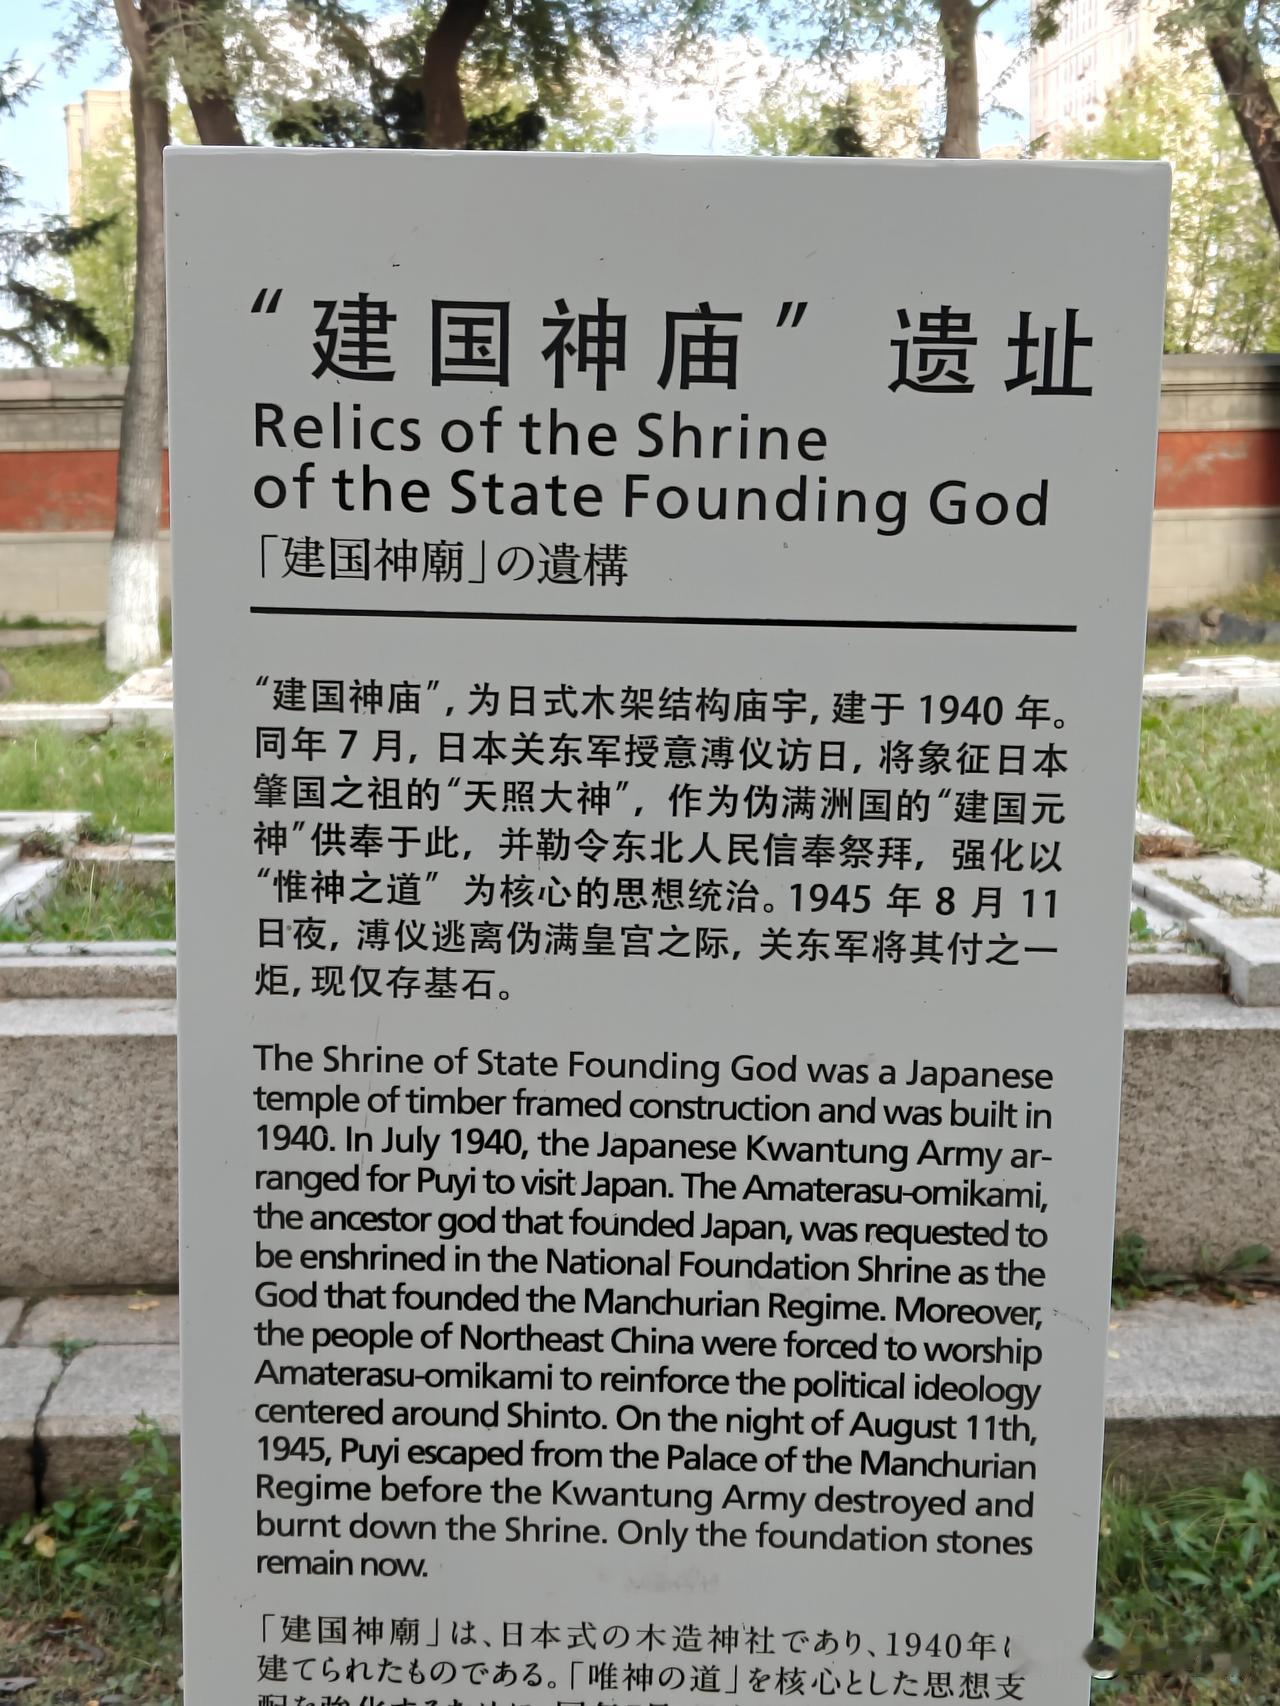 “建国神庙” 遗址
Relics of the Shrine
of the State Founding God
「建国神廟」の遺構
“建国神庙”, 为日式木架结构庙宇, 建于 1940 年。
同年 7 月, 日本关东军授意溥仪访日, 将象征日本
肇国之祖的“天照大神”, 作为伪满洲国的“建国元
神”供奉于此, 并勒令东北人民信奉祭拜, 强化以
“惟神之道” 为核心的思想统治。1945 年 8 月 11
日夜, 溥仪逃离伪满皇宫之际, 关东军将其付之一
炬, 现仅存基石。
The Shrine of State Founding God was a Japanese
temple of timber framed construction and was built in
1940. In July 1940, the Japanese Kwantung Army ar-
ranged for Puyi to visit Japan. The Amaterasu-omikami,
the ancestor god that founded Japan, was requested to
be enshrined in the National Foundation Shrine as the
God that founded the Manchurian Regime. Moreover,
the people of Northeast China were forced to worship
Amaterasu-omikami to reinforce the political ideology
centered around Shinto. On the night of August 11th,
1945, Puyi escaped from the Palace of the Manchurian
Regime before the Kwantung Army destroyed and
burnt down the Shrine. Only the foundation stones
remain now.
「建国神廟」は、日本式の木造神社であり、1940年
建てられたものである。「唯神の道」を核心とした思想支